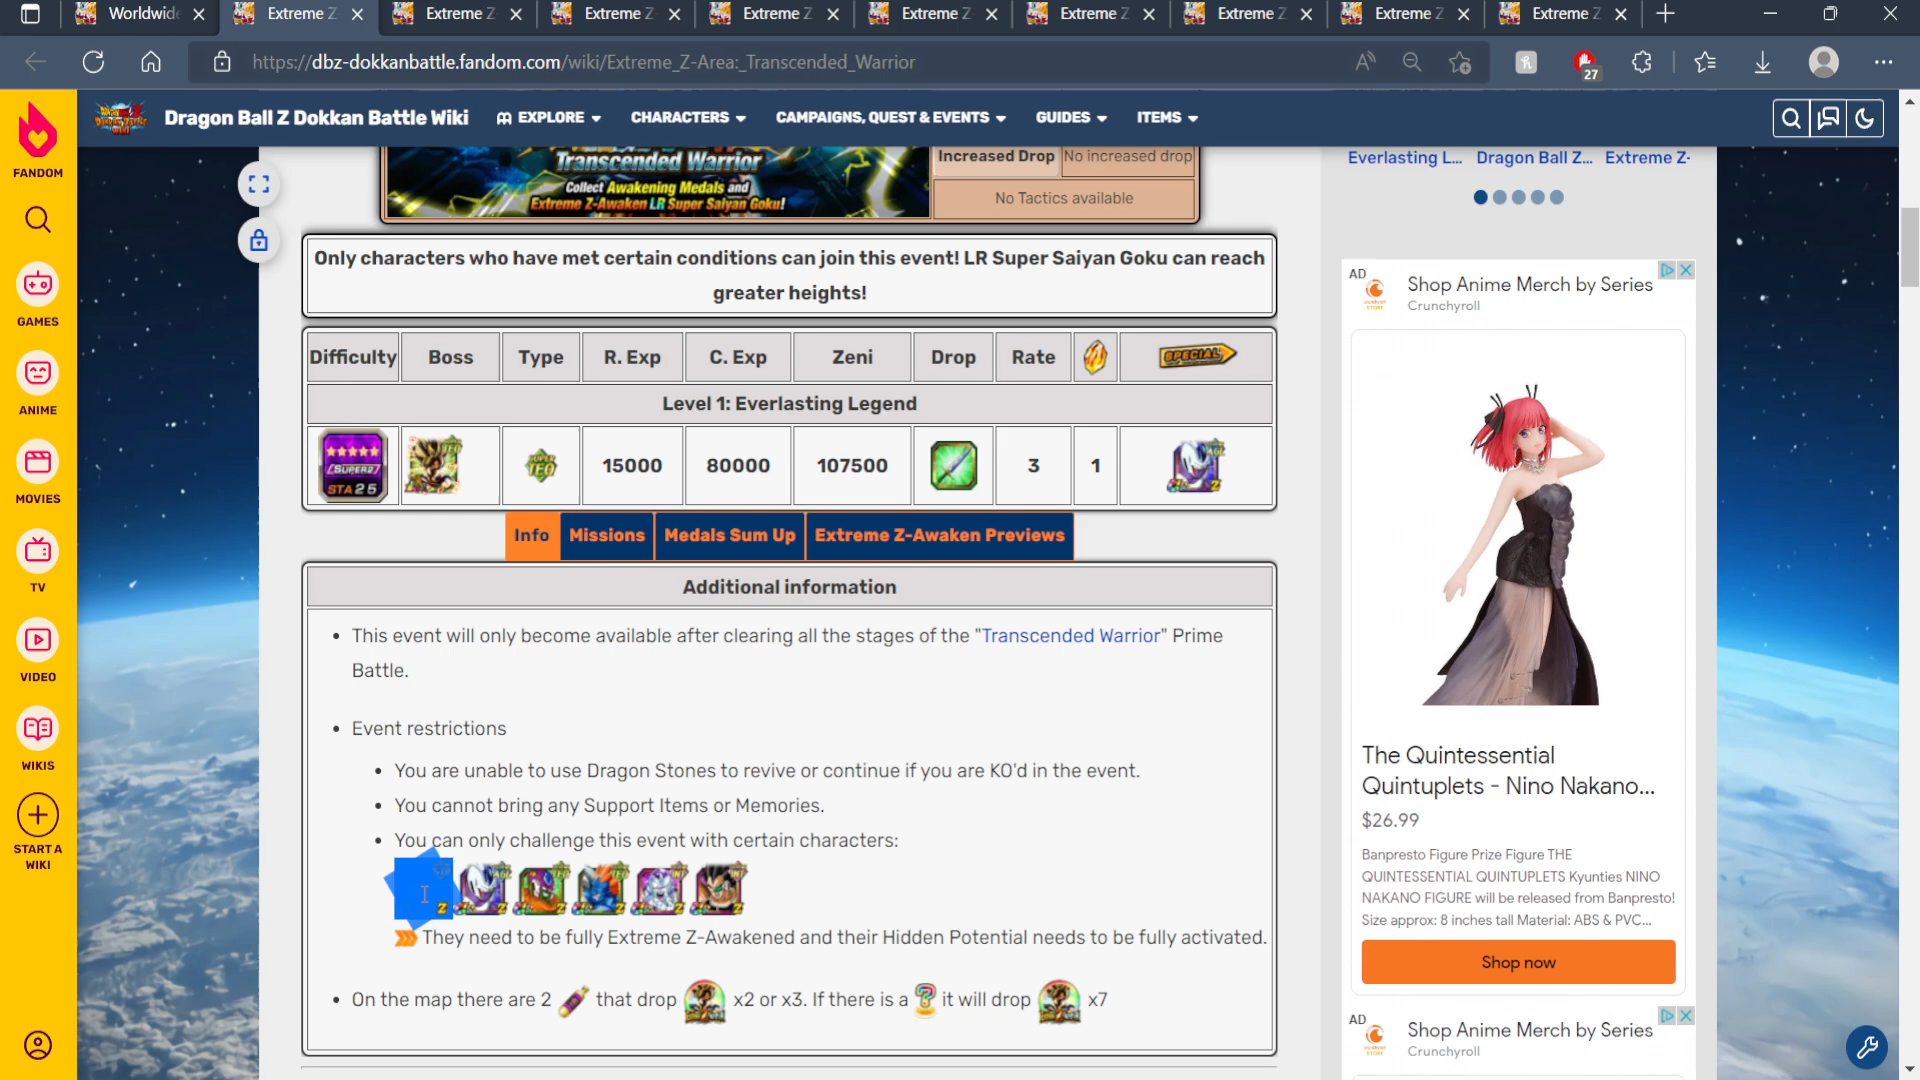 Worldwide
Extreme Z
Extreme Z
Extreme Z
Extreme Z
Extreme Z
Extreme Z
Extreme Z
Extreme Z
Extreme Z
https://dbz-dokkanbattle.fandom.com/wiki/Extreme_Z-Area:_Transcended_Warrior
27
FANDOM
GAMES
ANIME
MOVIES
TV
VIDEO
WIKIS
START A
WIKI
Dragon Ball Z Dokkan Battle Wiki
EXPLORE
CHARACTERS
CAMPAIGNS, QUEST & EVENTS
GUIDES
ITEMS
Transcended Warrior
Collect Awakening Medals and
Extreme Z-Awaken LR Super Saiyan Goku!
Increased Drop
No increased drop
No Tactics available
Only characters who have met certain conditions can join this event! LR Super Saiyan Goku can reach
greater heights!
Difficulty Boss Type R. Exp C. Exp Zeni Drop Rate SPECIAL
Level 1: Everlasting Legend
SUPER2
STA 25
SUPER
TEQ
15000 80000 107500 3 1
Info Missions Medals Sum Up Extreme Z-Awaken Previews
Additional information
• This event will only become available after clearing all the stages of the "Transcended Warrior" Prime
Battle.
• Event restrictions
• You are unable to use Dragon Stones to revive or continue if you are KO'd in the event.
• You cannot bring any Support Items or Memories.
• You can only challenge this event with certain characters:
They need to be fully Extreme Z-Awakened and their Hidden Potential needs to be fully activated.
• On the map there are 2 that drop x2 or x3. If there is a it will drop x7
Everlasting L... Dragon Ball Z... Extreme Z-
AD
Shop Anime Merch by Series
Crunchyroll
The Quintessential
Quintuplets - Nino Nakano...
$26.99
Banpresto Figure Prize Figure THE
QUINTESSENTIAL QUINTUPLETS Kyunties NINO
NAKANO FIGURE will be released from Banpresto!
Size approx: 8 inches tall Material: ABS & PVC...
Shop now
AD
Shop Anime Merch by Series
Crunchyroll